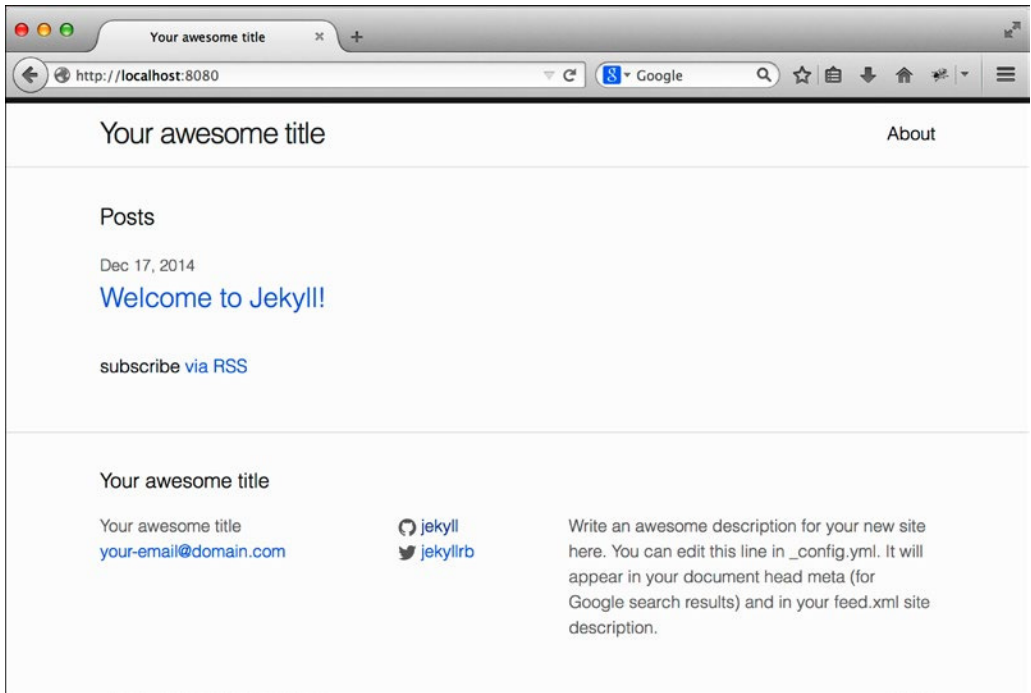 Your awesome title
http://localhost:8080
8 Google
Your awesome title
About
Posts
Dec 17, 2014
Welcome to Jekyll!
subscribe via RSS
Your awesome title
Your awesome title
your-email@domain.com
jekyll
jekyllrb
Write an awesome description for your new site
here. You can edit this line in _config.yml. It will
appear in your document head meta (for
Google search results) and in your feed.xml site
description.